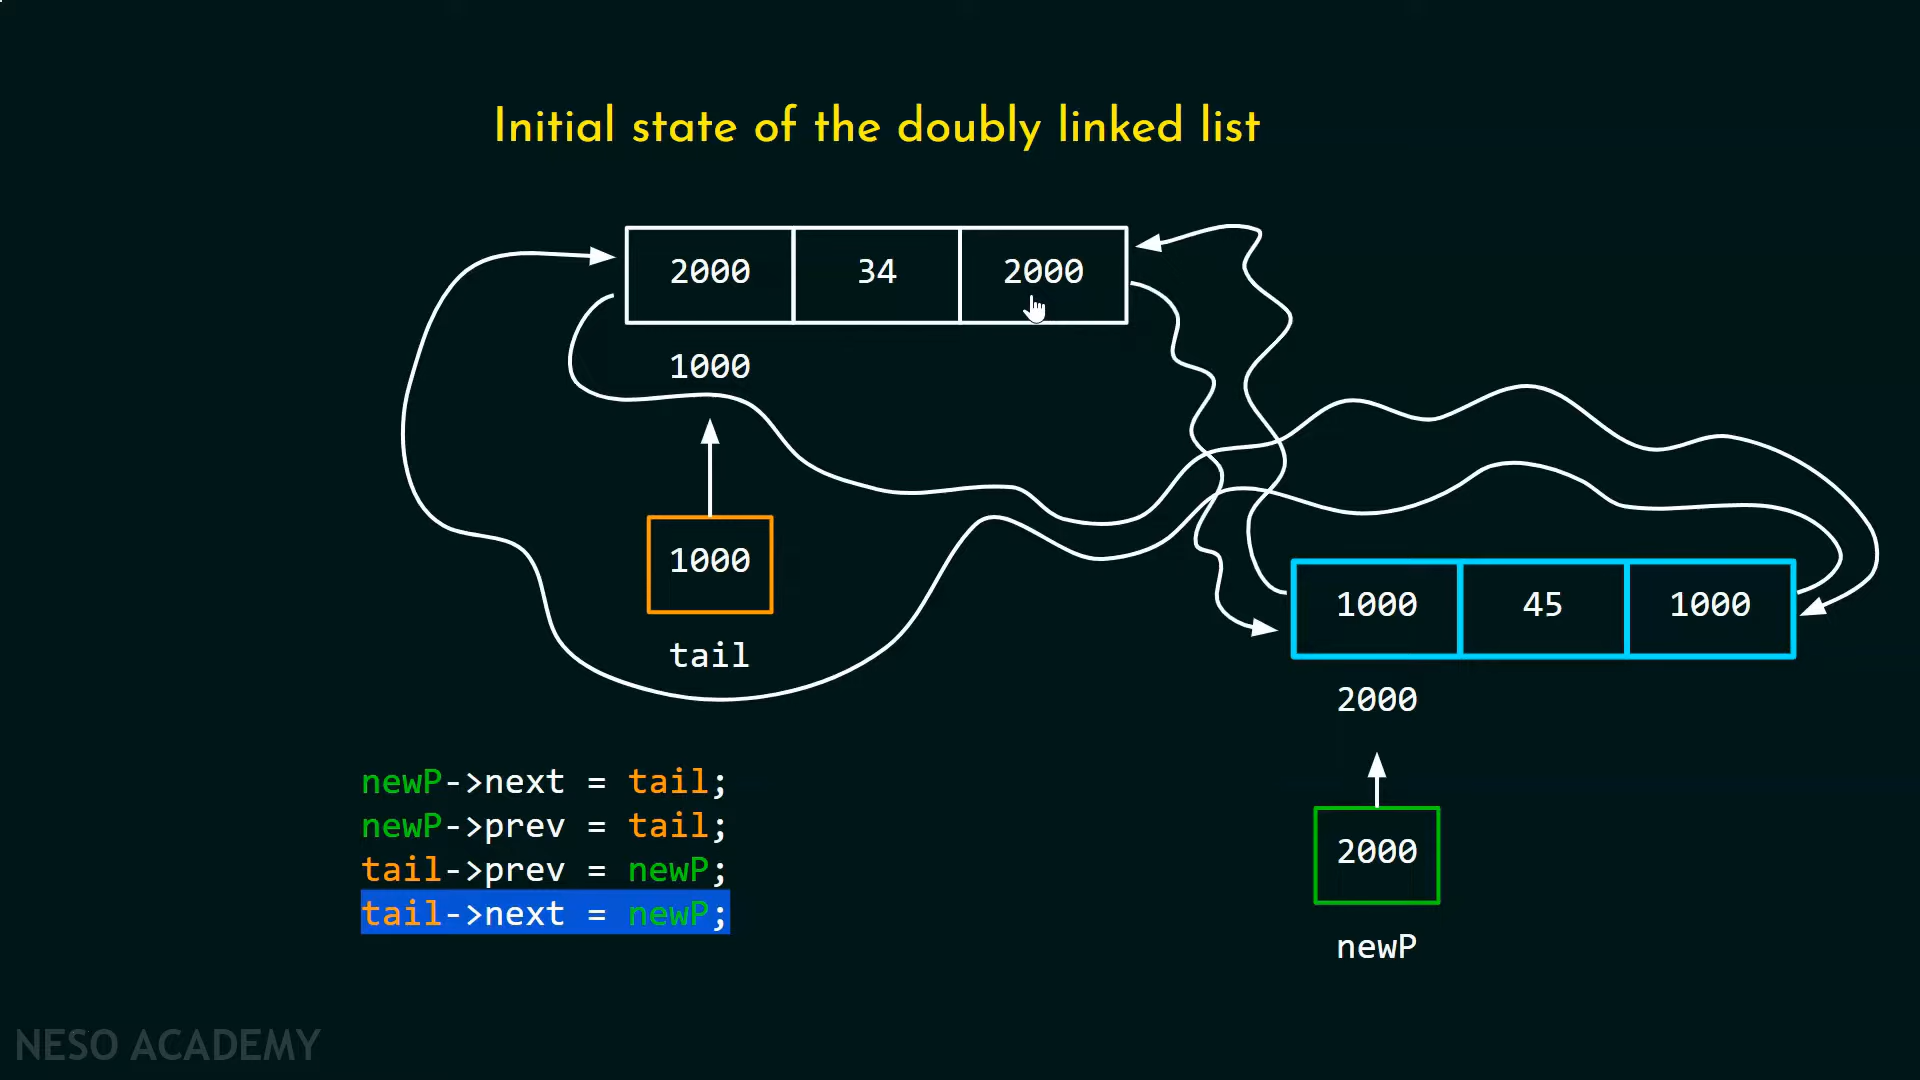 Initial state of the doubly linked list
2000 34 2000
1000
1000
tail
1000 45 1000
2000
2000
newP
newP->next = tail;
newP->prev = tail;
tail->prev = newP;
tail->next = newP;
NESO ACADEMY